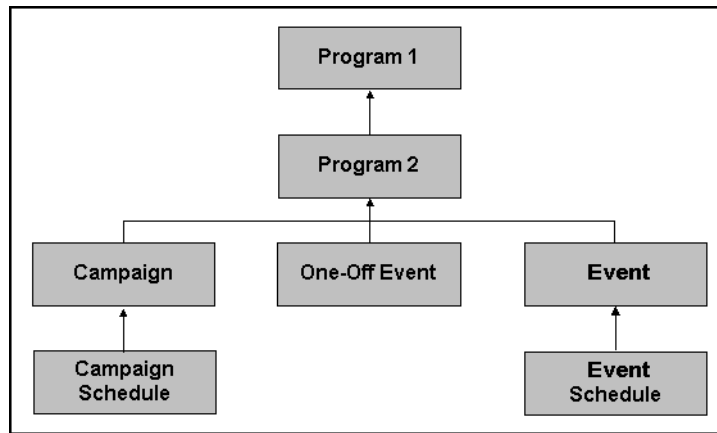 Program 1
Program 2
Campaign
One-Off Event
Event
Campaign
Schedule
Event
Schedule